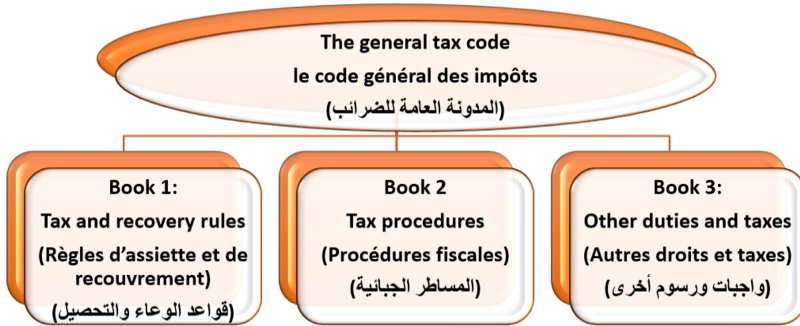 The general tax code
le code général des impôts
(المدونة العامة للضرائب)
Book 1:
Tax and recovery rules
(Règles d’assiette et de
recouvrement)
(قواعد الوعاء والتحصيل)
Book 2
Tax procedures
(Procédures fiscales)
(المساطر الجبائية)
Book 3:
Other duties and taxes
(Autres droits et taxes)
(واجبات ورسوم أخرى)